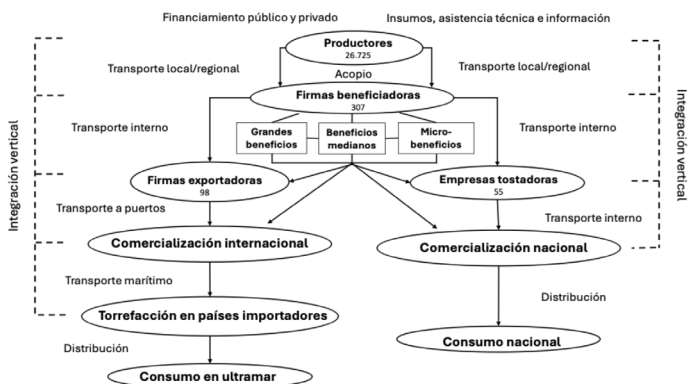 Financiamiento público y privado
Insumos, asistencia técnica e información
Productores
26.725
Transporte local/regional
Transporte local/regional
Acopio
Firmas beneficiadoras
307
Integración vertical
Integración vertical
Transporte interno
Grandes
beneficios
Beneficios
medianos
Micro-
beneficios
Transporte interno
Firmas exportadoras
98
Empresas tostadoras
55
Transporte a puertos
Transporte interno
Comercialización internacional
Comercialización nacional
Transporte marítimo
Distribución
Torrefacción en países importadores
Consumo nacional
Distribución
Consumo en ultramar